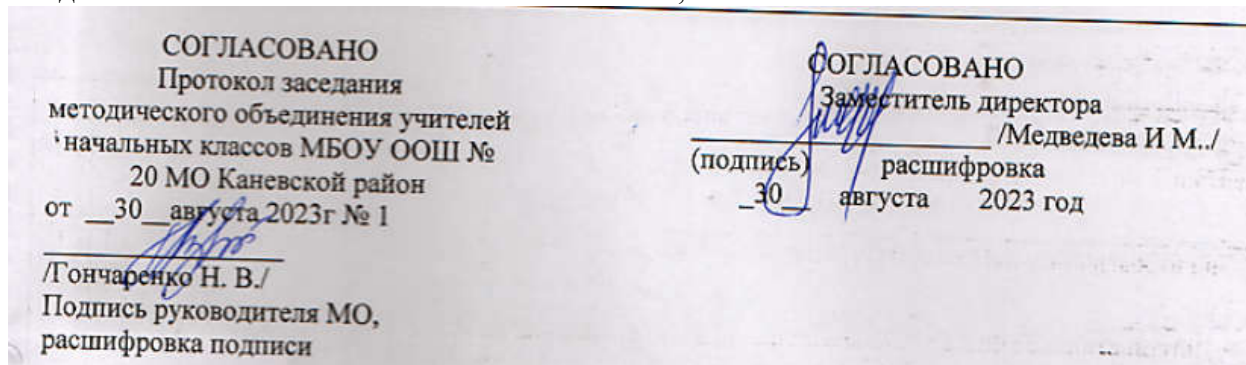 СОГЛАСОВАНО
Протокол заседания
методического объединения учителей
начальных классов МБОУ ООШ №
20 МО Каневской район
от __30__августа 2023г № 1
/Гончаренко Н. В./
Подпись руководителя МО,
расшифровка подписи
СОГЛАСОВАНО
Заместитель директора
/Медведева И М../
(подпись) расшифровка
_30__ августа 2023 год